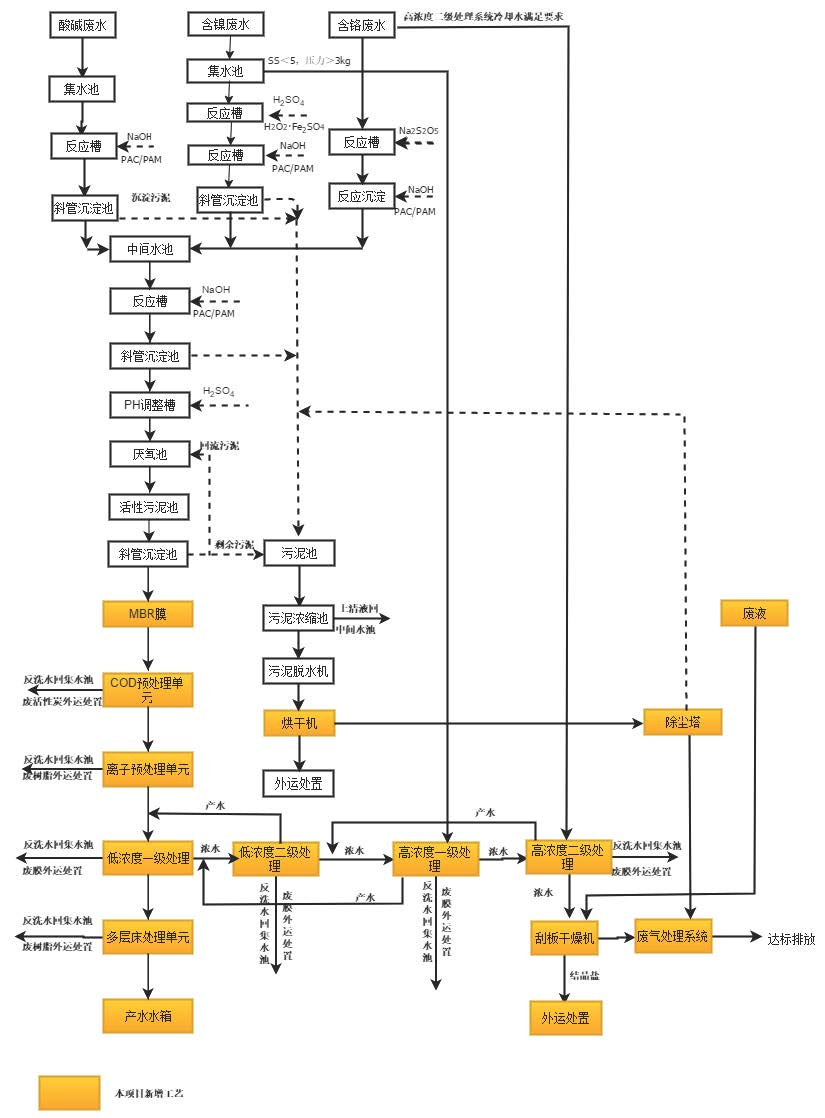 酸碱废水
含镍废水
含铬废水
高浓度二级处理系统冷却水满足要求
集水池
集水池
SS＜5，压力＞3kg
反应槽
H₂SO₄
H₂O₂·Fe₂SO₄
反应槽
NaOH
PAC/PAM
反应槽
NaOH
PAC/PAM
反应槽
Na₂S₂O₅
斜管沉淀池
沉淀污泥
斜管沉淀池
反应沉淀
NaOH
PAC/PAM
中间水池
反应槽
NaOH
PAC/PAM
斜管沉淀池
PH调整槽
H₂SO₄
厌氧池
回流污泥
活性污泥池
斜管沉淀池
剩余污泥
污泥池
MBR膜
污泥浓缩池
上清液回
中间水池
废液
反洗水回集水池
废活性炭外运处置
COD预处理单
元
污泥脱水机
烘干机
除尘塔
反洗水回集水池
废树脂外运处置
离子预处理单元
外运处置
产水
产水
反洗水回集水池
废膜外运处置
低浓度一级处理
浓水
低浓度二级处
理
浓水
高浓度一级处
理
浓水
高浓度二级处
理
反洗水回集水池
废膜外运处置
反洗水回集水池
废膜外运处置
产水
反洗水回集水池
废膜外运处置
浓水
反洗水回集水池
废树脂外运处置
多层床处理单元
刮板干燥机
废气处理系统
达标排放
结晶盐
产水水箱
外运处置
本项目新增工艺